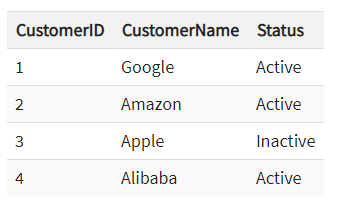 CustomerID CustomerName Status
1 Google Active
2 Amazon Active
3 Apple Inactive
4 Alibaba Active